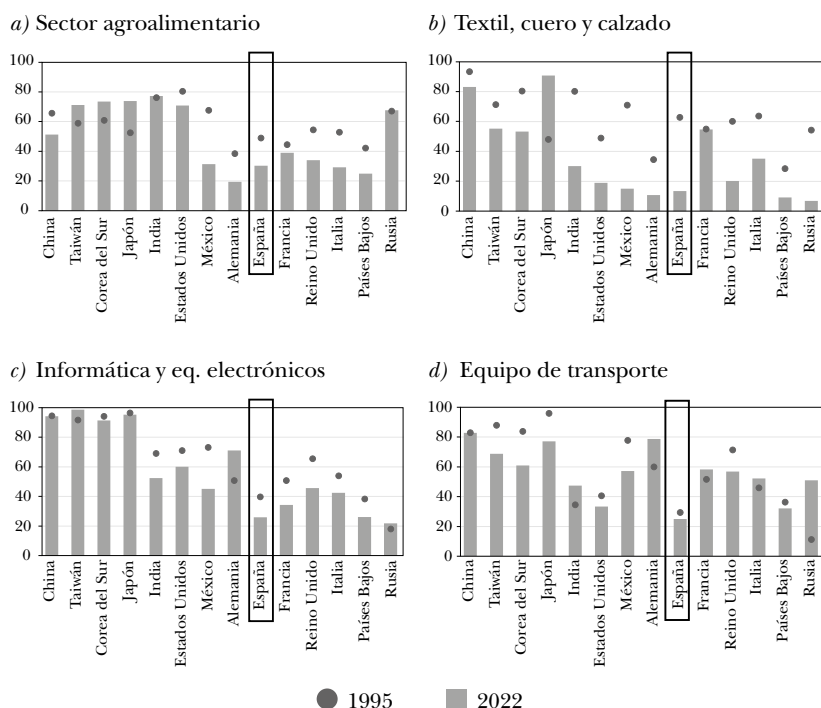 a) Sector agroalimentario
100
80
60
40
20
0
China
Taiwán
Corea del Sur
Japón
India
Estados Unidos
México
Alemania
España
Francia
Reino Unido
Italia
Países Bajos
Rusia
b) Textil, cuero y calzado
100
80
60
40
20
0
China
Taiwán
Corea del Sur
Japón
India
Estados Unidos
México
Alemania
España
Francia
Reino Unido
Italia
Países Bajos
Rusia
c) Informática y eq. electrónicos
100
80
60
40
20
0
China
Taiwán
Corea del Sur
Japón
India
Estados Unidos
México
Alemania
España
Francia
Reino Unido
Italia
Países Bajos
Rusia
d) Equipo de transporte
100
80
60
40
20
0
China
Taiwán
Corea del Sur
Japón
India
Estados Unidos
México
Alemania
España
Francia
Reino Unido
Italia
Países Bajos
Rusia
1995
2022